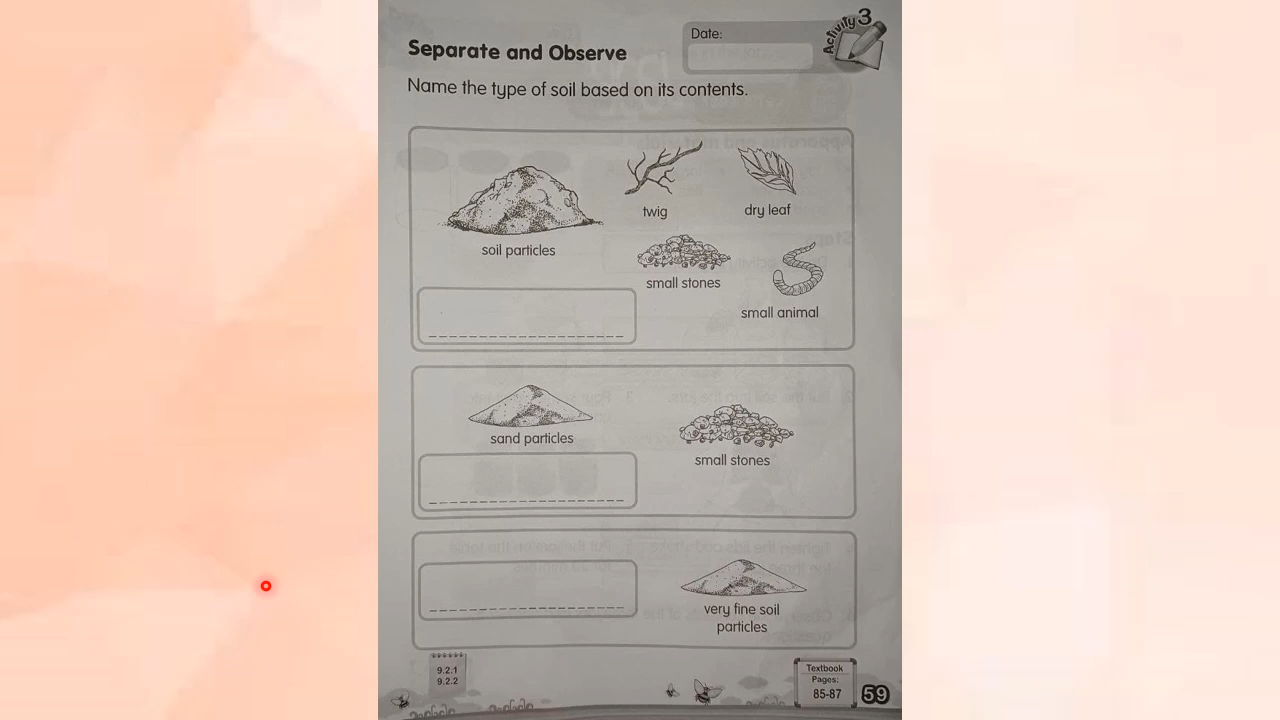 Separate and Observe
Date:
Activity 3
Name the type of soil based on its contents.
twig
dry leaf
soil particles
small stones
small animal
sand particles
small stones
very fine soil
particles
9.2.1
9.2.2
Textbook
Pages:
85-87
59